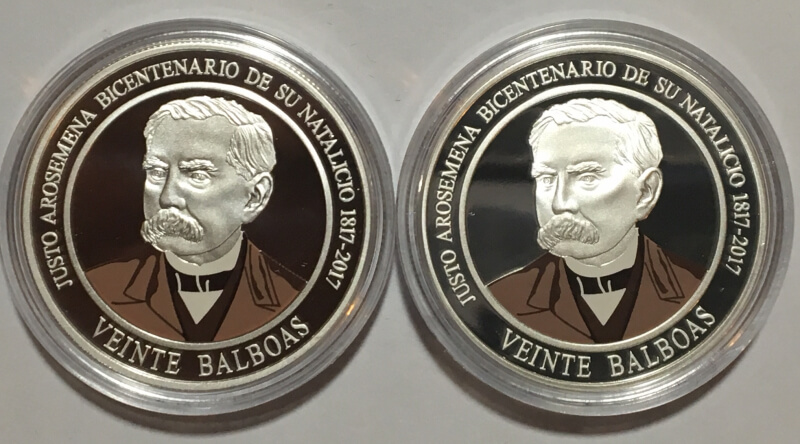 JUSTO AROSEMENA BICENTENARIO DE SU NATALICIO 1817-2017
VEINTE BALBOAS
JUSTO AROSEMENA BICENTENARIO DE SU NATALICIO 1817-2017
VEINTE BALBOAS